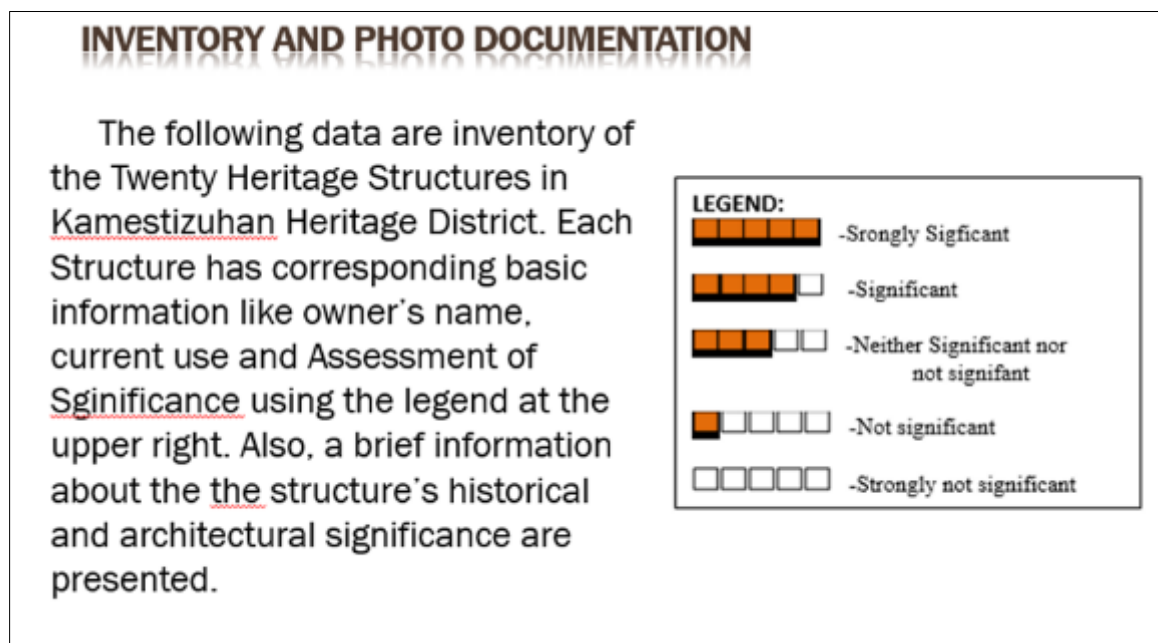 INVENTORY AND PHOTO DOCUMENTATION
The following data are inventory of
the Twenty Heritage Structures in
Kamestizuhan Heritage District. Each
Structure has corresponding basic
information like owner's name,
current use and Assessment of
Sginificance using the legend at the
upper right. Also, a brief information
about the the structure's historical
and architectural significance are
presented.
LEGEND:
-Srongly Sigficant
-Significant
-Neither Significant nor
not signifant
-Not significant
-Strongly not significant